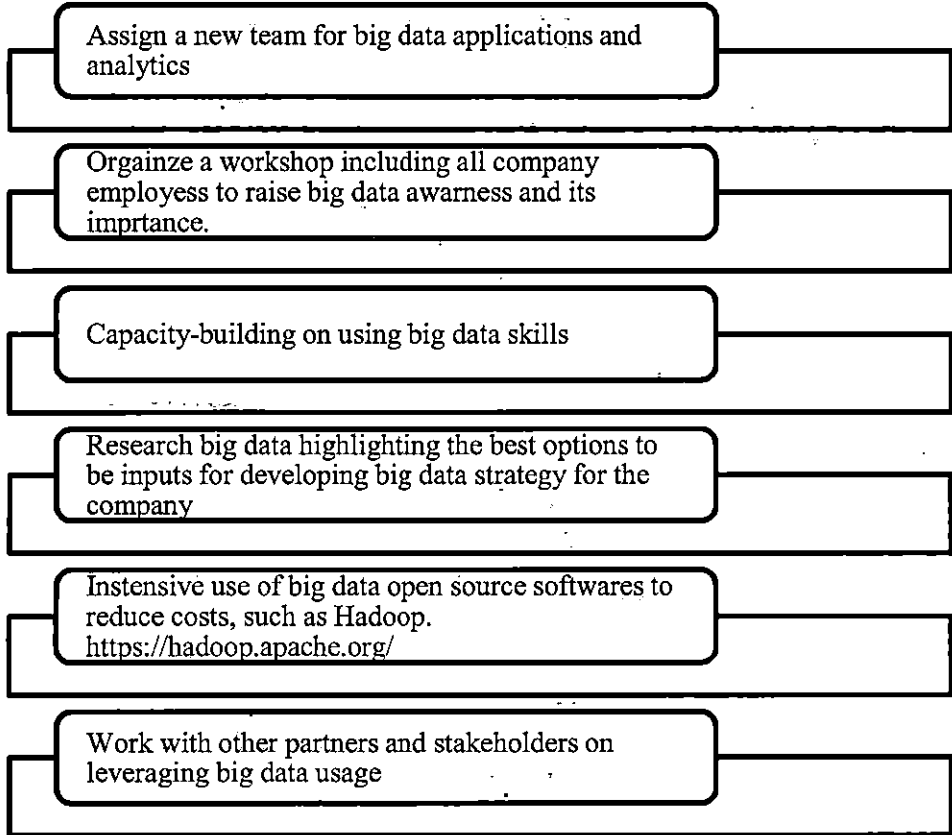 Assign a new team for big data applications and
analytics
Orgainze a workshop including all company
employess to raise big data awarness and its
imprtance.
Capacity-building on using big data skills
Research big data highlighting the best options to
be inputs for developing big data strategy for the
company
Instensive use of big data open source softwares to
reduce costs, such as Hadoop.
https://hadoop.apache.org/
Work with other partners and stakeholders on
leveraging big data usage